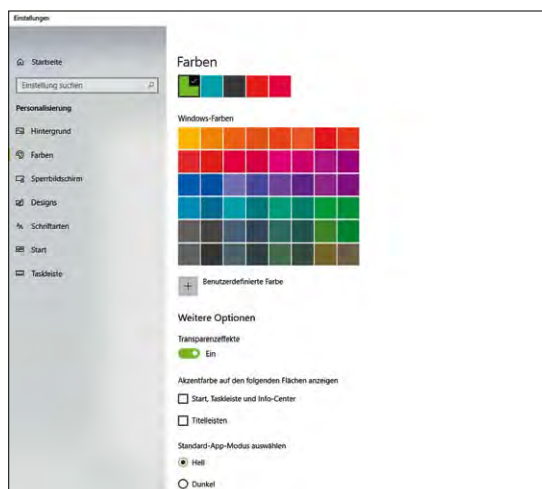 Einstellungen
Startseite
Einstellung suchen
Personalisierung
Hintergrund
Farben
Sperrbildschirm
Designs
Schriftarten
Start
Taskleiste
Farben
Windows-Farben
Benutzerdefinierte Farbe
Weitere Optionen
Transparenzeffekte
Ein
Akzentfarbe auf den folgenden Flächen anzeigen
Start, Taskleiste und Info-Center
Titelleisten
Standard-App-Modus auswählen
Hell
Dunkel